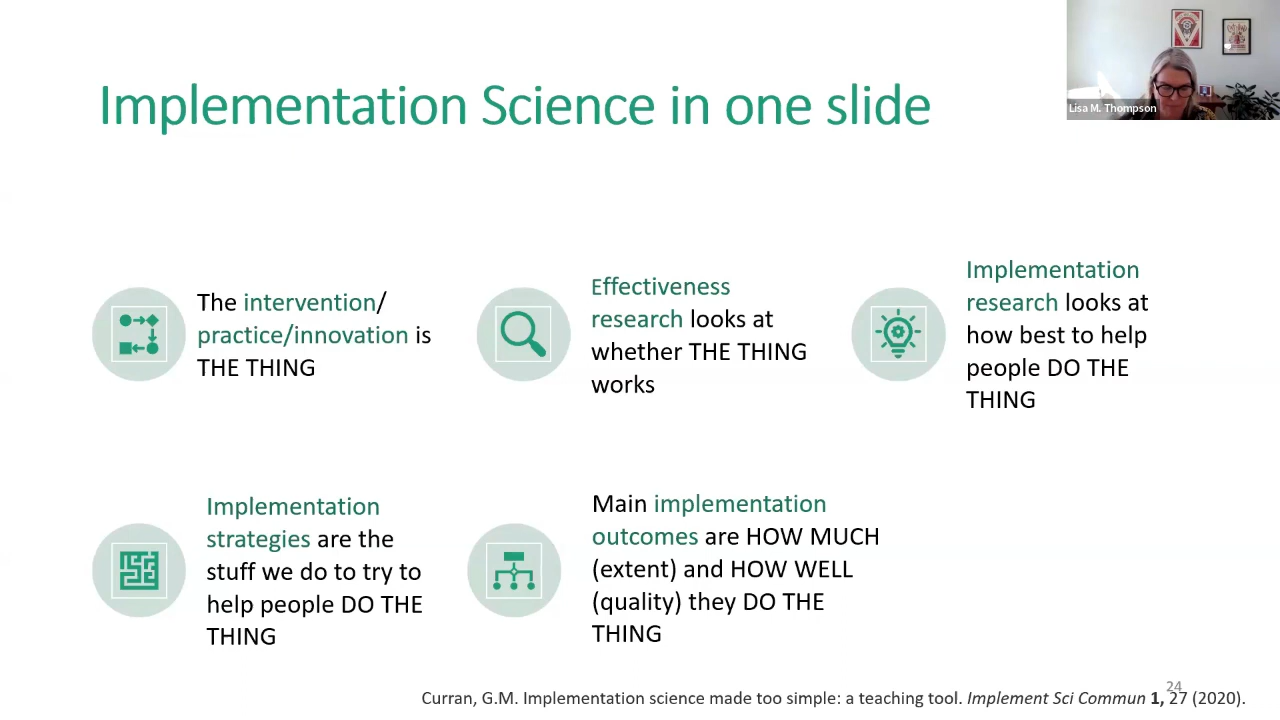 Implementation Science in one slide
Lisa M. Thompson
The intervention/
practice/innovation is
THE THING
Effectiveness
research looks at
whether THE THING
works
Implementation
research looks at
how best to help
people DO THE
THING
Implementation
strategies are the
stuff we do to try to
help people DO THE
THING
Main implementation
outcomes are HOW MUCH
(extent) and HOW WELL
(quality) they DO THE
THING
24
Curran, G.M. Implementation science made too simple: a teaching tool. Implement Sci Commun 1, 27 (2020).